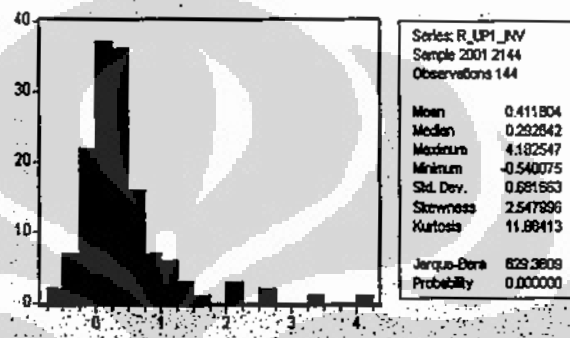 40
30
20
10
0
0
1
2
3
4
Series: R_UP1_INV
Sample 2001 2144
Observations 144
Mean 0.411804
Median 0.292642
Maximum 4.182547
Minimum -0.540075
Std. Dev. 0.681663
Skewness 2.547996
Kurtosis 11.88413
Jarque-Bera 629.3809
Probability 0.000000